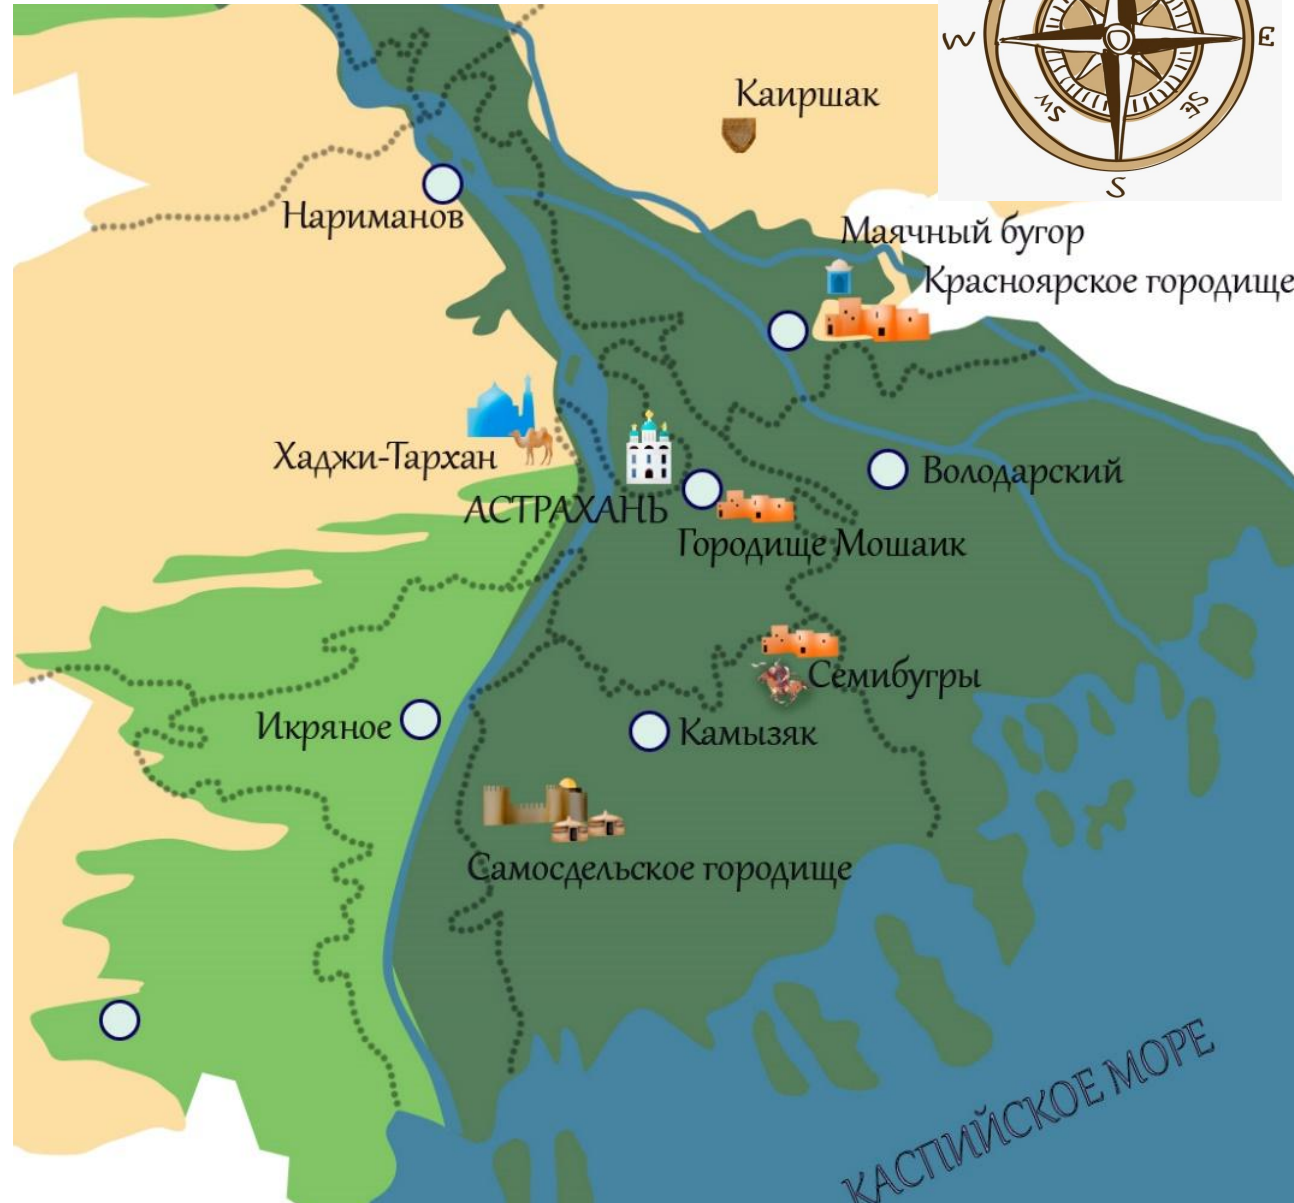 W
E
SW
SE
S
Каиршак
Нариманов
Маячный бугор
Красноярское городище
Хаджи-Тархан
АСТРАХАНЬ
Володарский
Городище Мошаик
Семибугры
Икряное
Камызяк
Самосдельское городище
КАСПИЙСКОЕ МОРЕ